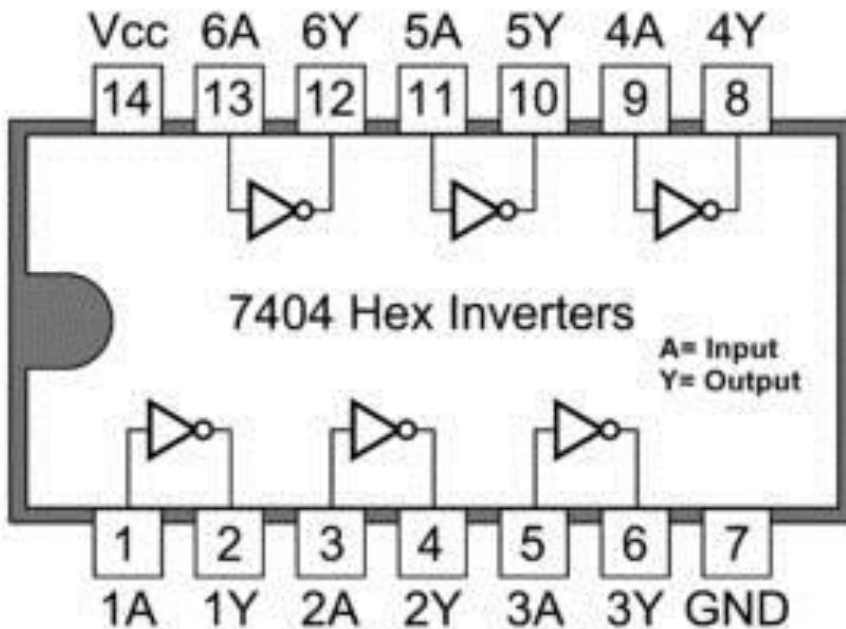 Vcc 6A 6Y 5A 5Y 4A 4Y
14 13 12 11 10 9 8
7404 Hex Inverters
A= Input
Y= Output
1 2 3 4 5 6 7
1A 1Y 2A 2Y 3A 3Y GND